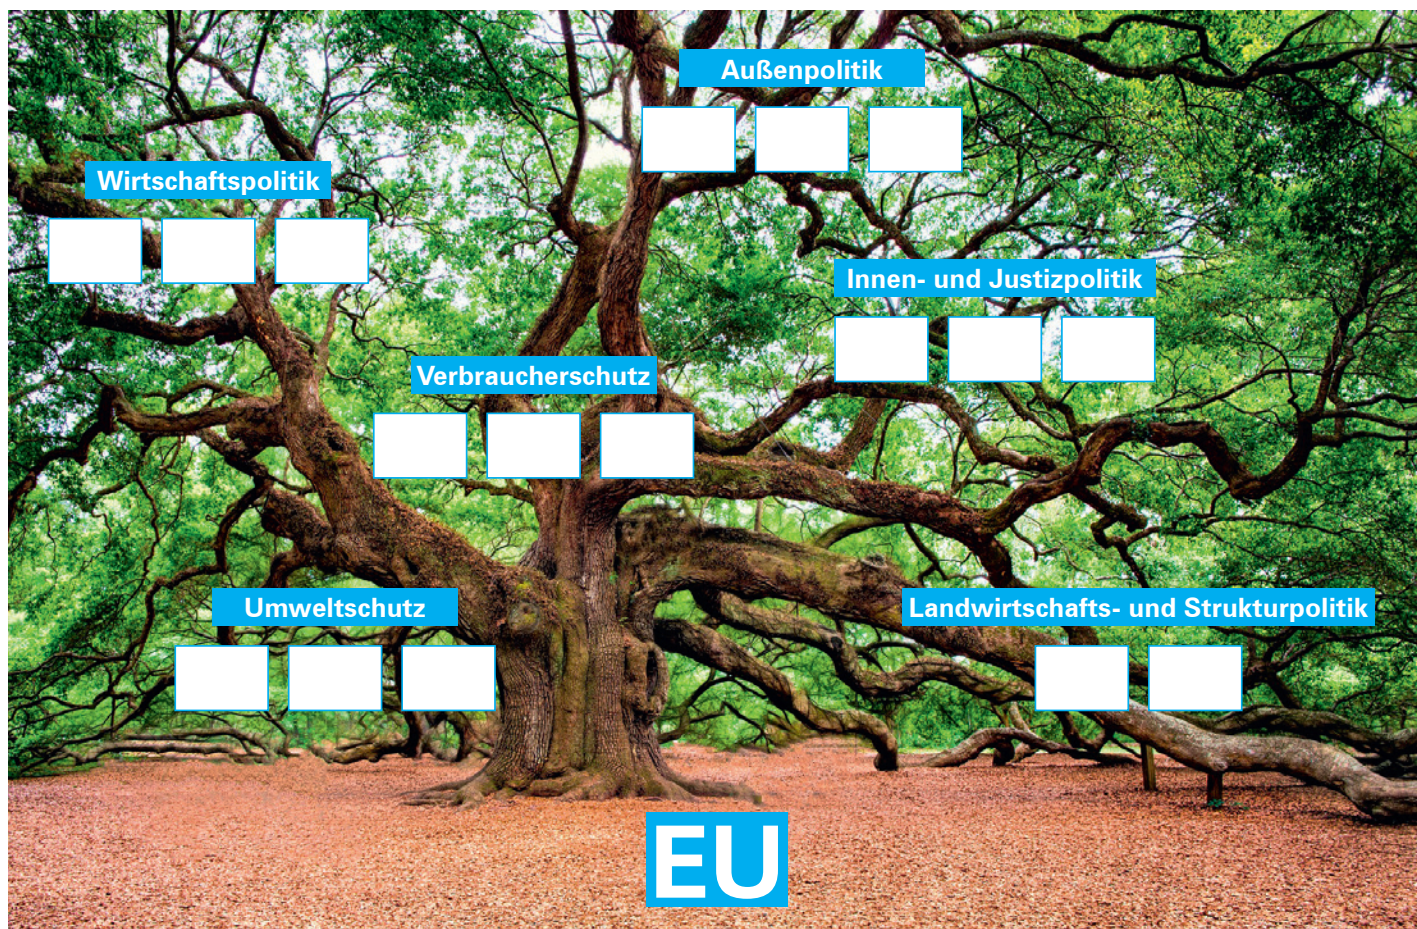 Außenpolitik
Wirtschaftspolitik
Innen- und Justizpolitik
Verbraucherschutz
Umweltschutz
Landwirtschafts- und Strukturpolitik
EU